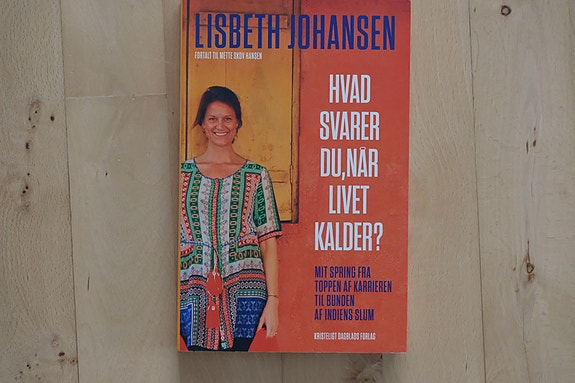 LISBETH JOHANSEN
FORTALT TIL METTE SKOV HANSEN
HVAD
SVARER
DU, NÅR
LIVET
KALDER?
MIT SPRING FRA
TOPPEN AF KARRIEREN
TIL BUNDEN
AF INDIENS SLUM
KRISTELIGT DAGBLADS FORLAG